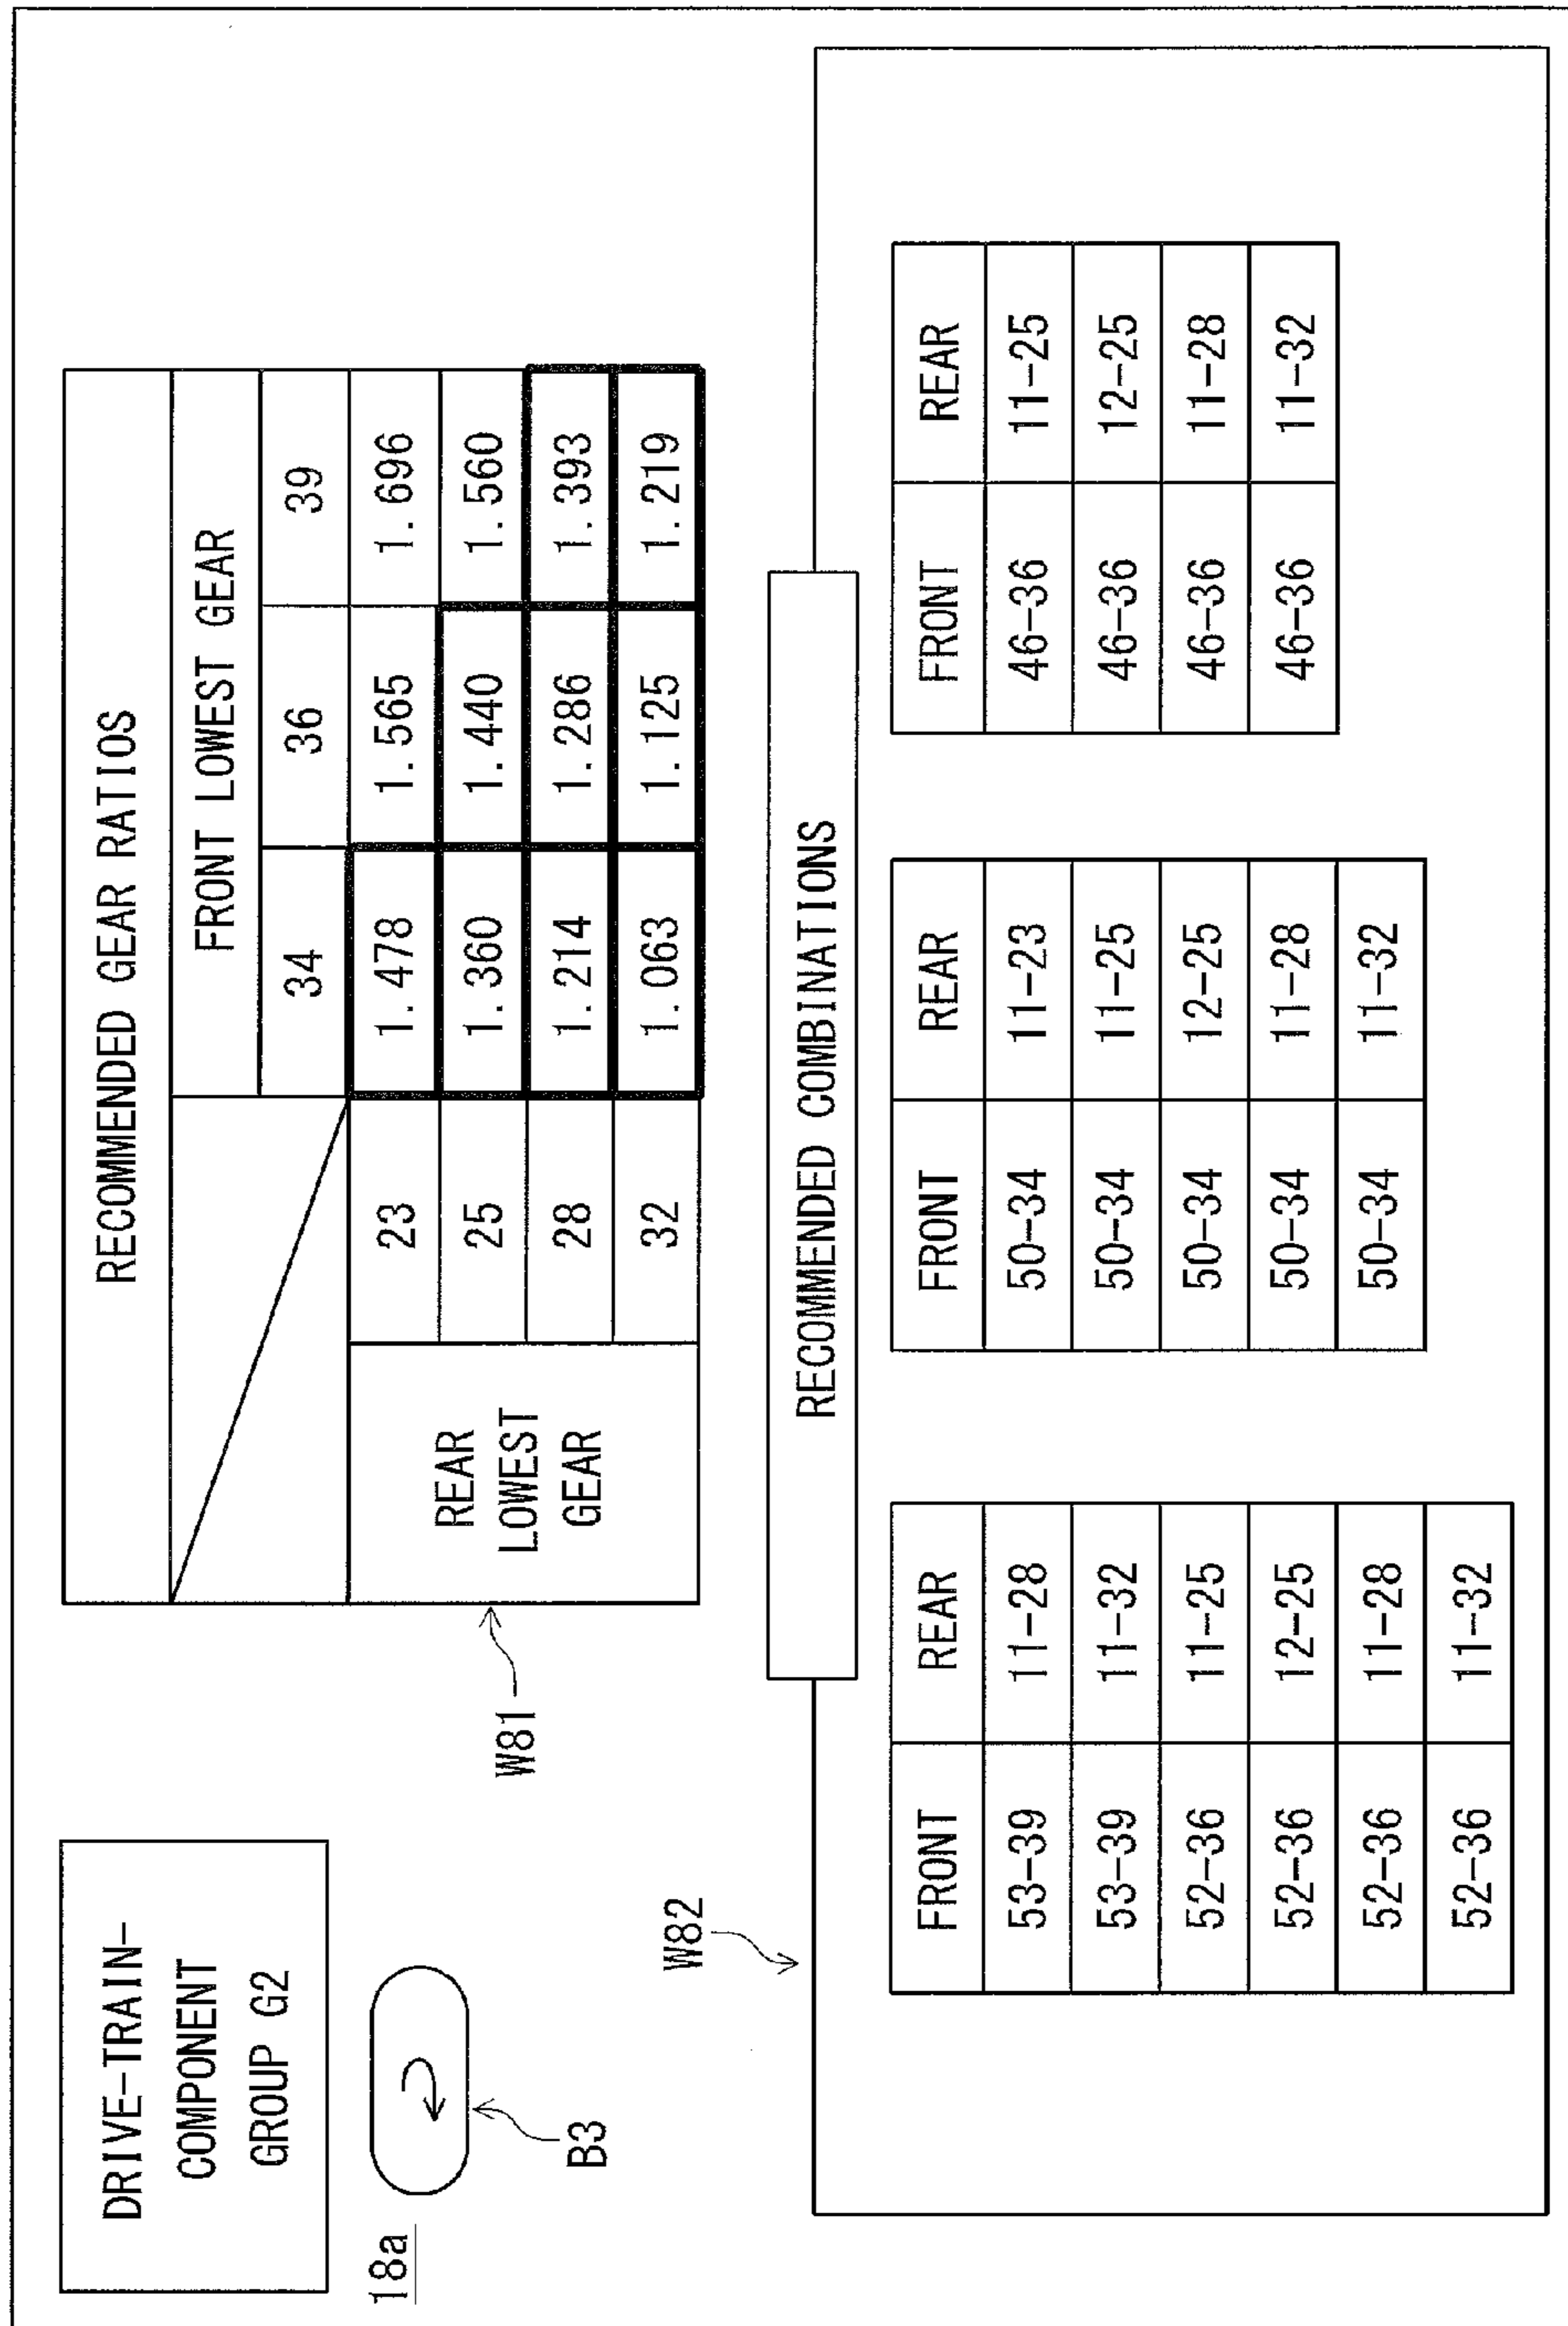 DRIVE-TRAIN-
COMPONENT
GROUP G2
18a
B3
W81
RECOMMENDED GEAR RATIOS
FRONT LOWEST GEAR
34 36 39
REAR
LOWEST
GEAR
23 1.478 1.565 1.696
25 1.360 1.440 1.560
28 1.214 1.286 1.393
32 1.063 1.125 1.219
W82
RECOMMENDED COMBINATIONS
FRONT REAR
53-39 11-28
53-39 11-32
52-36 11-25
52-36 12-25
52-36 11-28
52-36 11-32
FRONT REAR
50-34 11-23
50-34 11-25
50-34 12-25
50-34 11-28
50-34 11-32
FRONT REAR
46-36 11-25
46-36 12-25
46-36 11-28
46-36 11-32